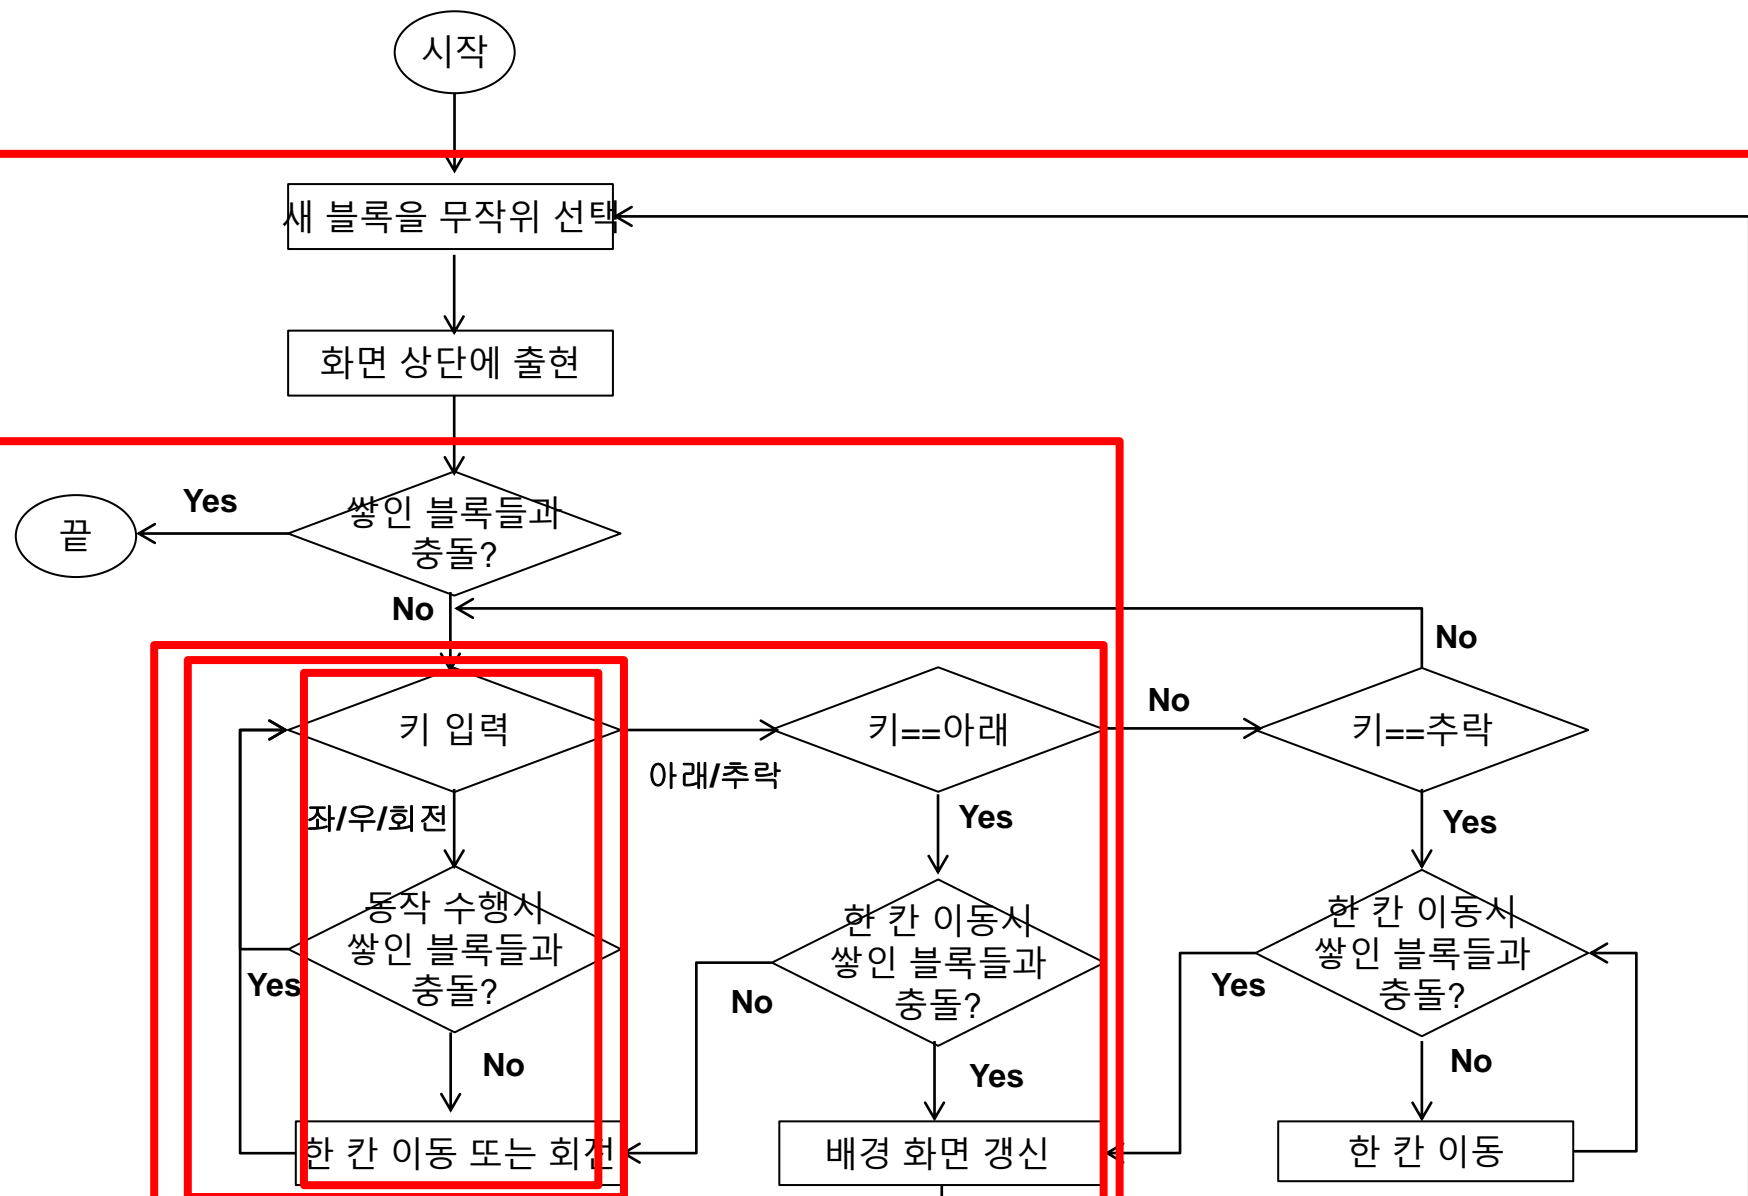 시작
새 블록을 무작위 선택
화면 상단에 출현
쌓인 블록들과
충돌?
Yes
끝
No
No
키 입력
키==아래
No
키==추락
아래/추락
좌/우/회전
Yes
Yes
동작 수행시
쌓인 블록들과
충돌?
한 칸 이동시
쌓인 블록들과
충돌?
한 칸 이동시
쌓인 블록들과
충돌?
Yes
No
Yes
No
Yes
No
한 칸 이동 또는 회전
배경 화면 갱신
한 칸 이동